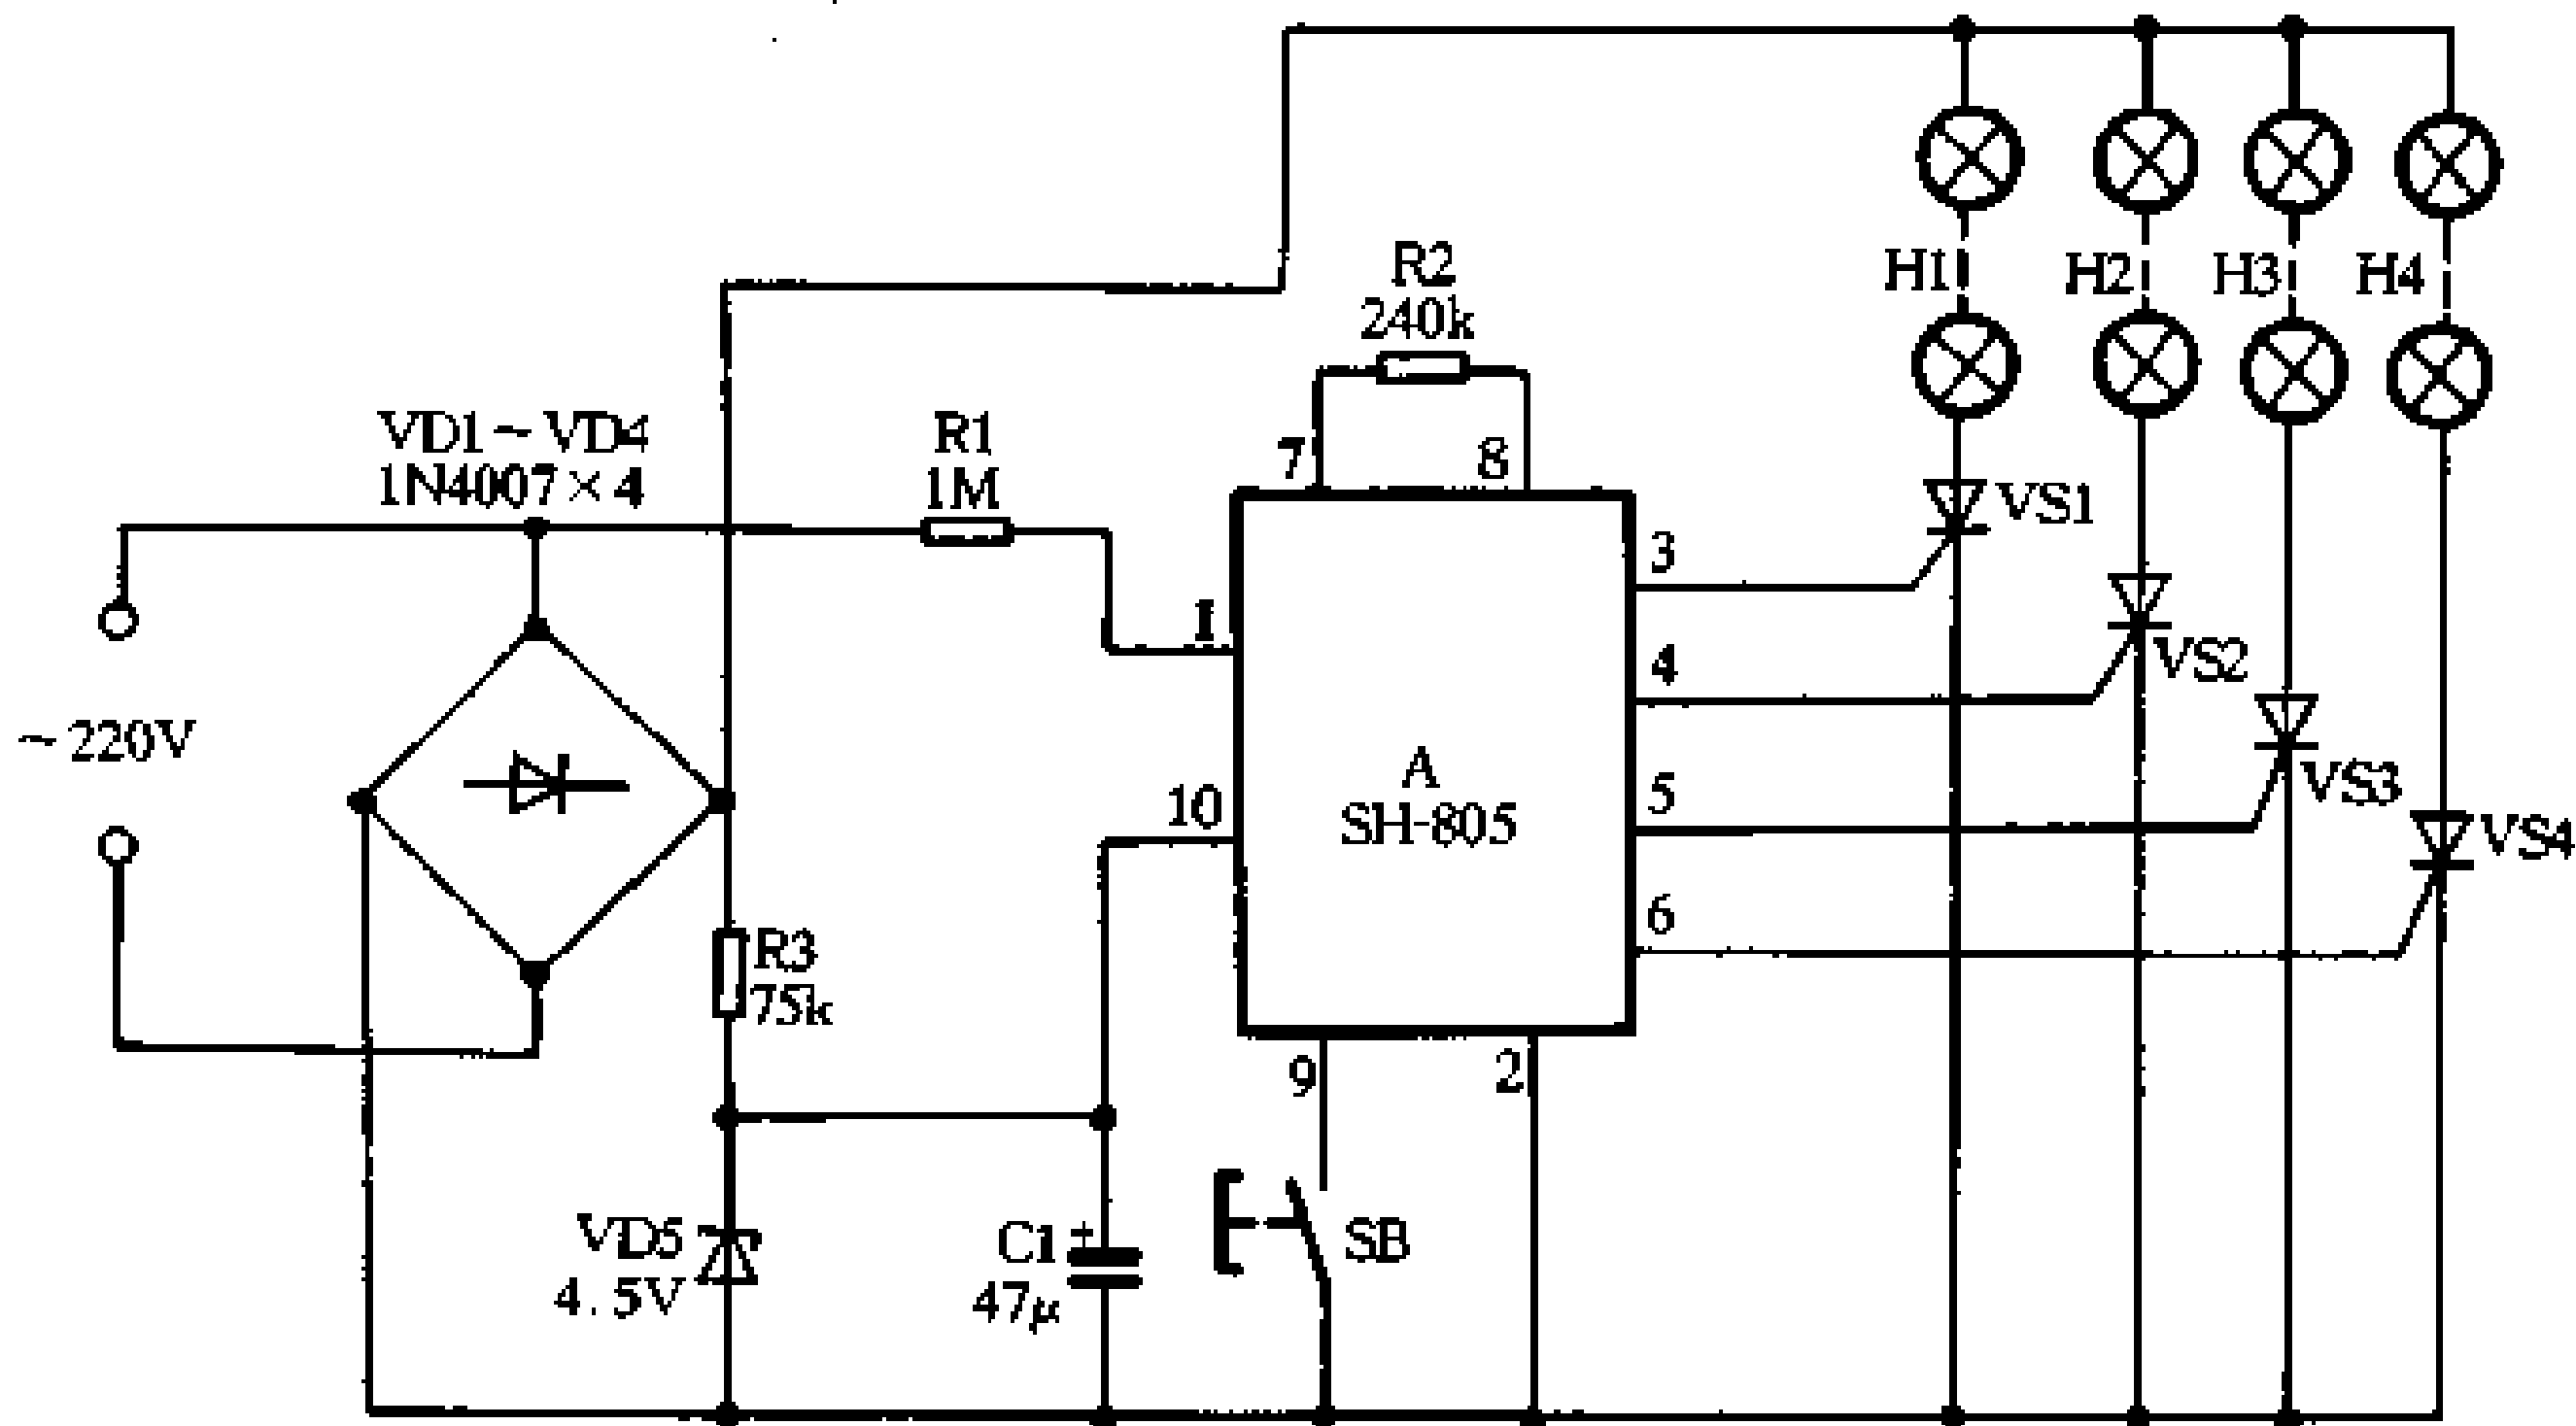 R2
240k
H1
H2
H3
H4
VD1~VD4
1N4007×4
R1
1M
7
8
VS1
3
1
4
VS2
~220V
A
SH-805
10
5
VS3
VS4
6
R3
75k
9
2
VD5
4.5V
C1
+
47μ
SB